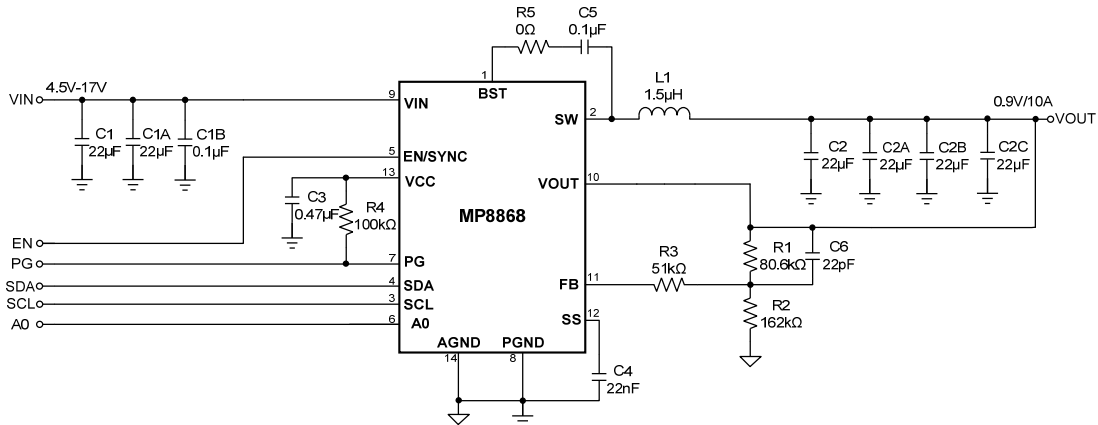 R5
0Ω
C5
0.1µF
1
BST
4.5V-17V
VIN
9
VIN
C1
22µF
C1A
22µF
C1B
0.1µF
SW
2
L1
1.5µH
0.9V/10A
VOUT
C2
22µF
C2A
22µF
C2B
22µF
C2C
22µF
5
EN/SYNC
13
VCC
C3
0.47µF
R4
100kΩ
VOUT
10
MP8868
EN
PG
7
PG
SDA
4
SDA
SCL
3
SCL
A0
6
A0
R3
51kΩ
R1
80.6kΩ
C6
22pF
FB
11
R2
162kΩ
SS
12
AGND
14
PGND
8
C4
22nF